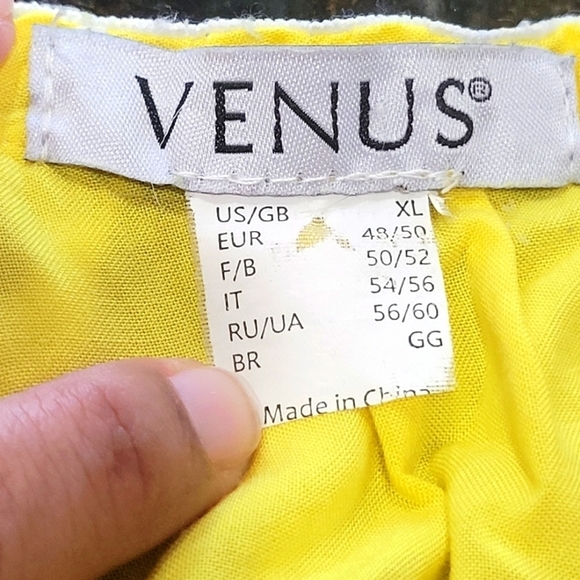 VENUS®
US/GB XL
EUR 48/50
F/B 50/52
IT 54/56
RU/UA 56/60
BR GG
Made in China